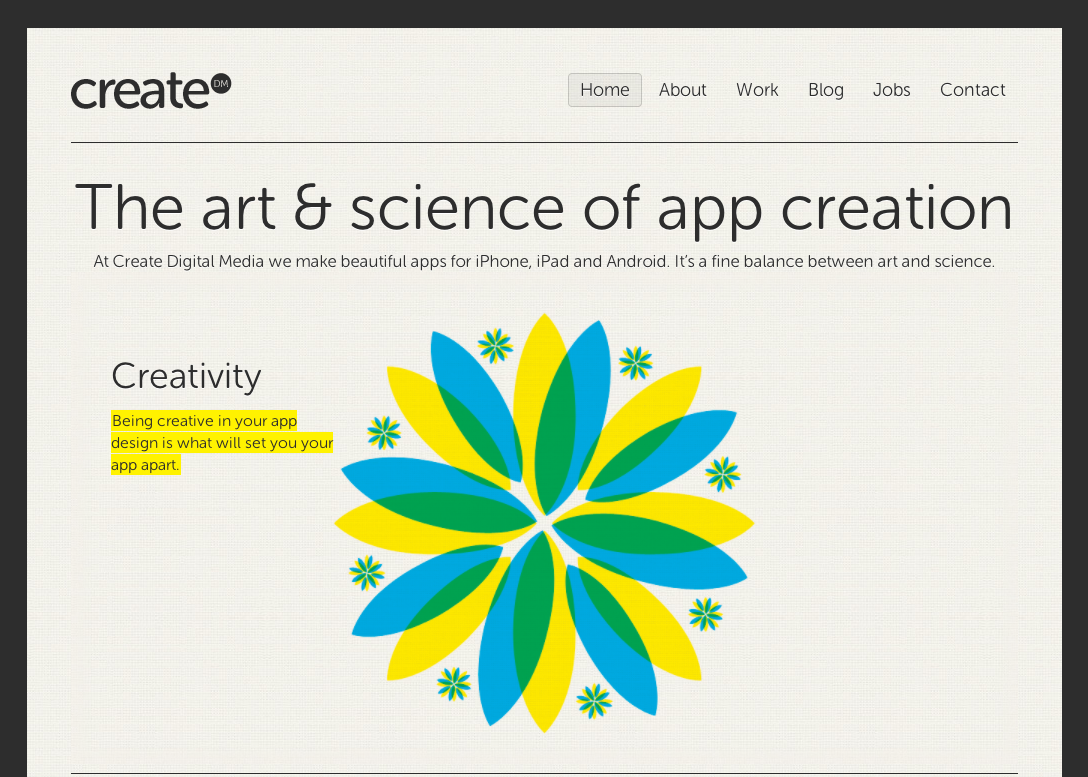 create DM
Home About Work Blog Jobs Contact
The art & science of app creation
At Create Digital Media we make beautiful apps for iPhone, iPad and Android. It's a fine balance between art and science.
Creativity
Being creative in your app
design is what will set you your
app apart.